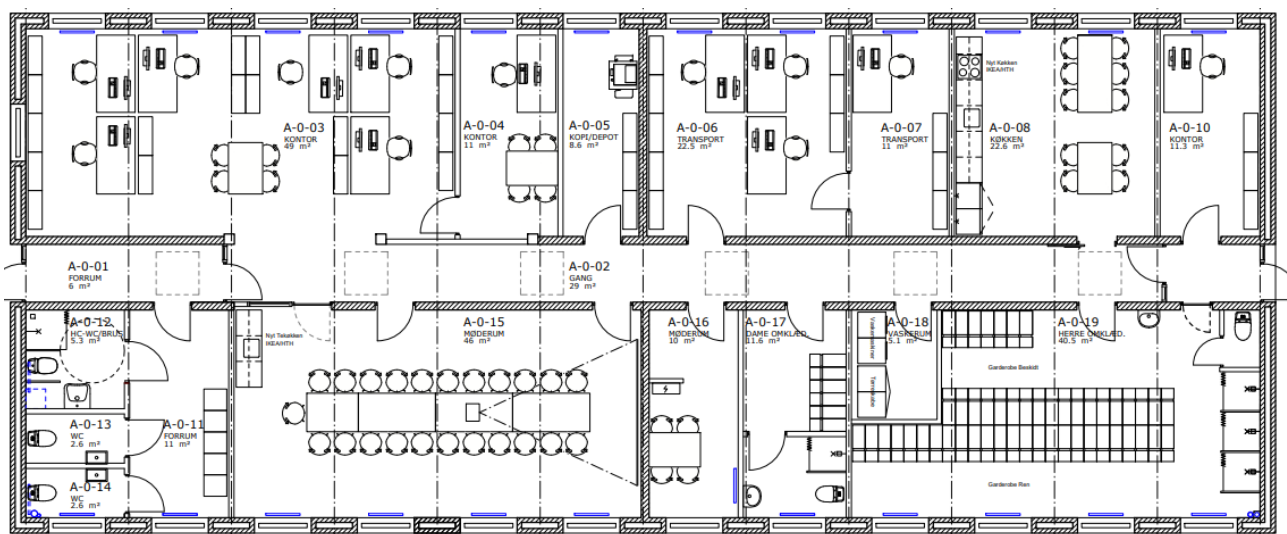 A-0-03
KONTOR
49 m²
A-0-04
KONTOR
11 m²
A-0-05
KOPI/DEPOT
8.6 m²
A-0-06
TRANSPORT
22.5 m²
A-0-07
TRANSPORT
11 m²
Nyt Køkken
IKEA/HTH
A-0-08
KØKKEN
22.6 m²
A-0-10
KONTOR
11.3 m²
A-0-01
FORRUM
6 m²
A-0-02
GANG
29 m²
A-0-12
HC-WC/BRUS
5.3 m²
Nyt Tekøkken
IKEA/HTH
A-0-15
MØDERUM
46 m²
A-0-16
MØDERUM
10 m²
A-0-17
DAME OMKLÆD.
11.6 m²
Vaskemaskiner
A-0-18
VASKERUM
5.1 m²
Tørreskabe
A-0-19
HERRE OMKLÆD.
40.5 m²
Garderobe Beskidt
A-0-13
WC
2.6 m²
A-0-11
FORRUM
11 m²
A-0-14
WC
2.6 m²
Garderobe Ren